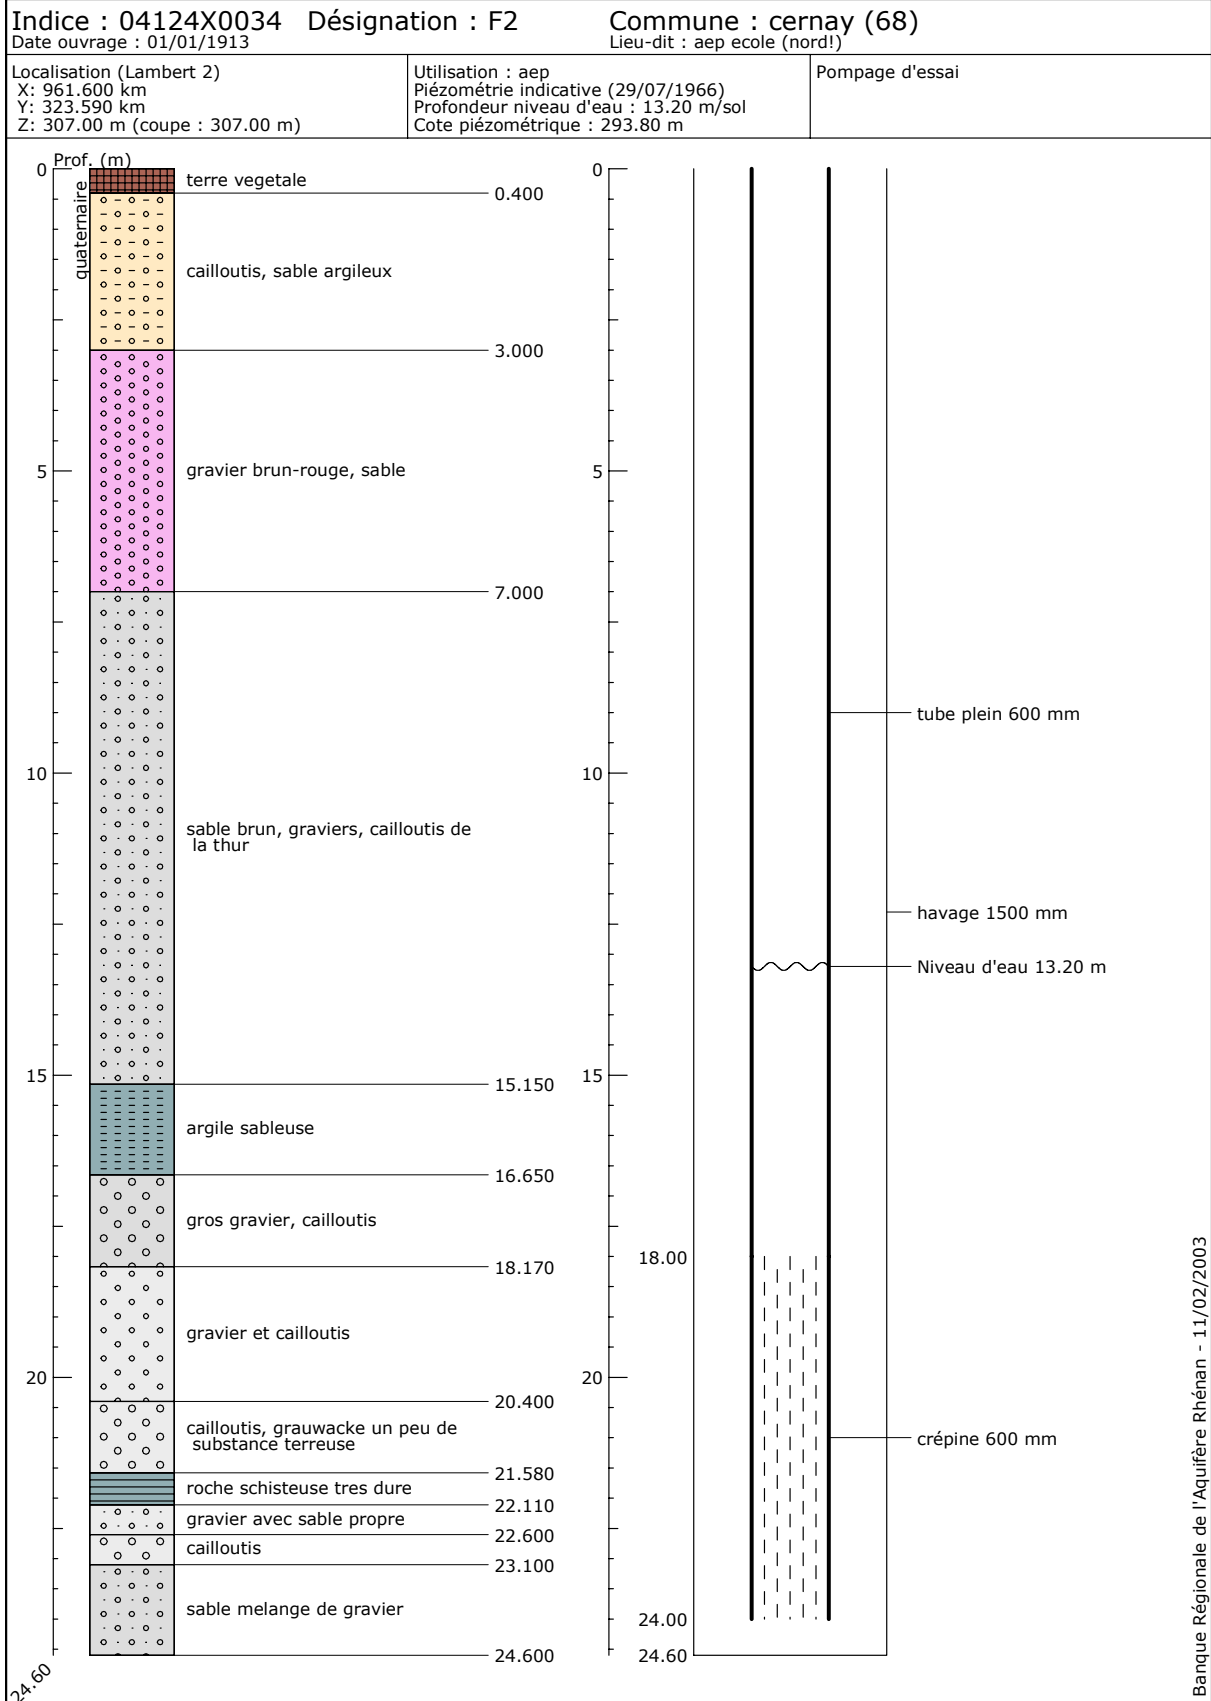 Indice : 04124X0034 Désignation : F2 Commune : cernay (68)
Date ouvrage : 01/01/1913 Lieu-dit : aep ecole (nord!)
Localisation (Lambert 2)
X: 961.600 km
Y: 323.590 km
Z: 307.00 m (coupe : 307.00 m)
Utilisation : aep
Piézométrie indicative (29/07/1966)
Profondeur niveau d'eau : 13.20 m/sol
Cote piézométrique : 293.80 m
Pompage d'essai
Prof. (m)
0
5
10
15
20
24.60
quaternaire
terre vegetale
0.400
cailloutis, sable argileux
3.000
gravier brun-rouge, sable
7.000
sable brun, graviers, cailloutis de
la thur
15.150
argile sableuse
16.650
gros gravier, cailloutis
18.170
gravier et cailloutis
20.400
cailloutis, grauwacke un peu de
substance terreuse
21.580
roche schisteuse tres dure
22.110
gravier avec sable propre
22.600
cailloutis
23.100
sable melange de gravier
24.600
0
5
10
15
20
18.00
24.00
24.60
tube plein 600 mm
havage 1500 mm
Niveau d'eau 13.20 m
crépine 600 mm
Banque Régionale de l'Aquifère Rhénan - 11/02/2003